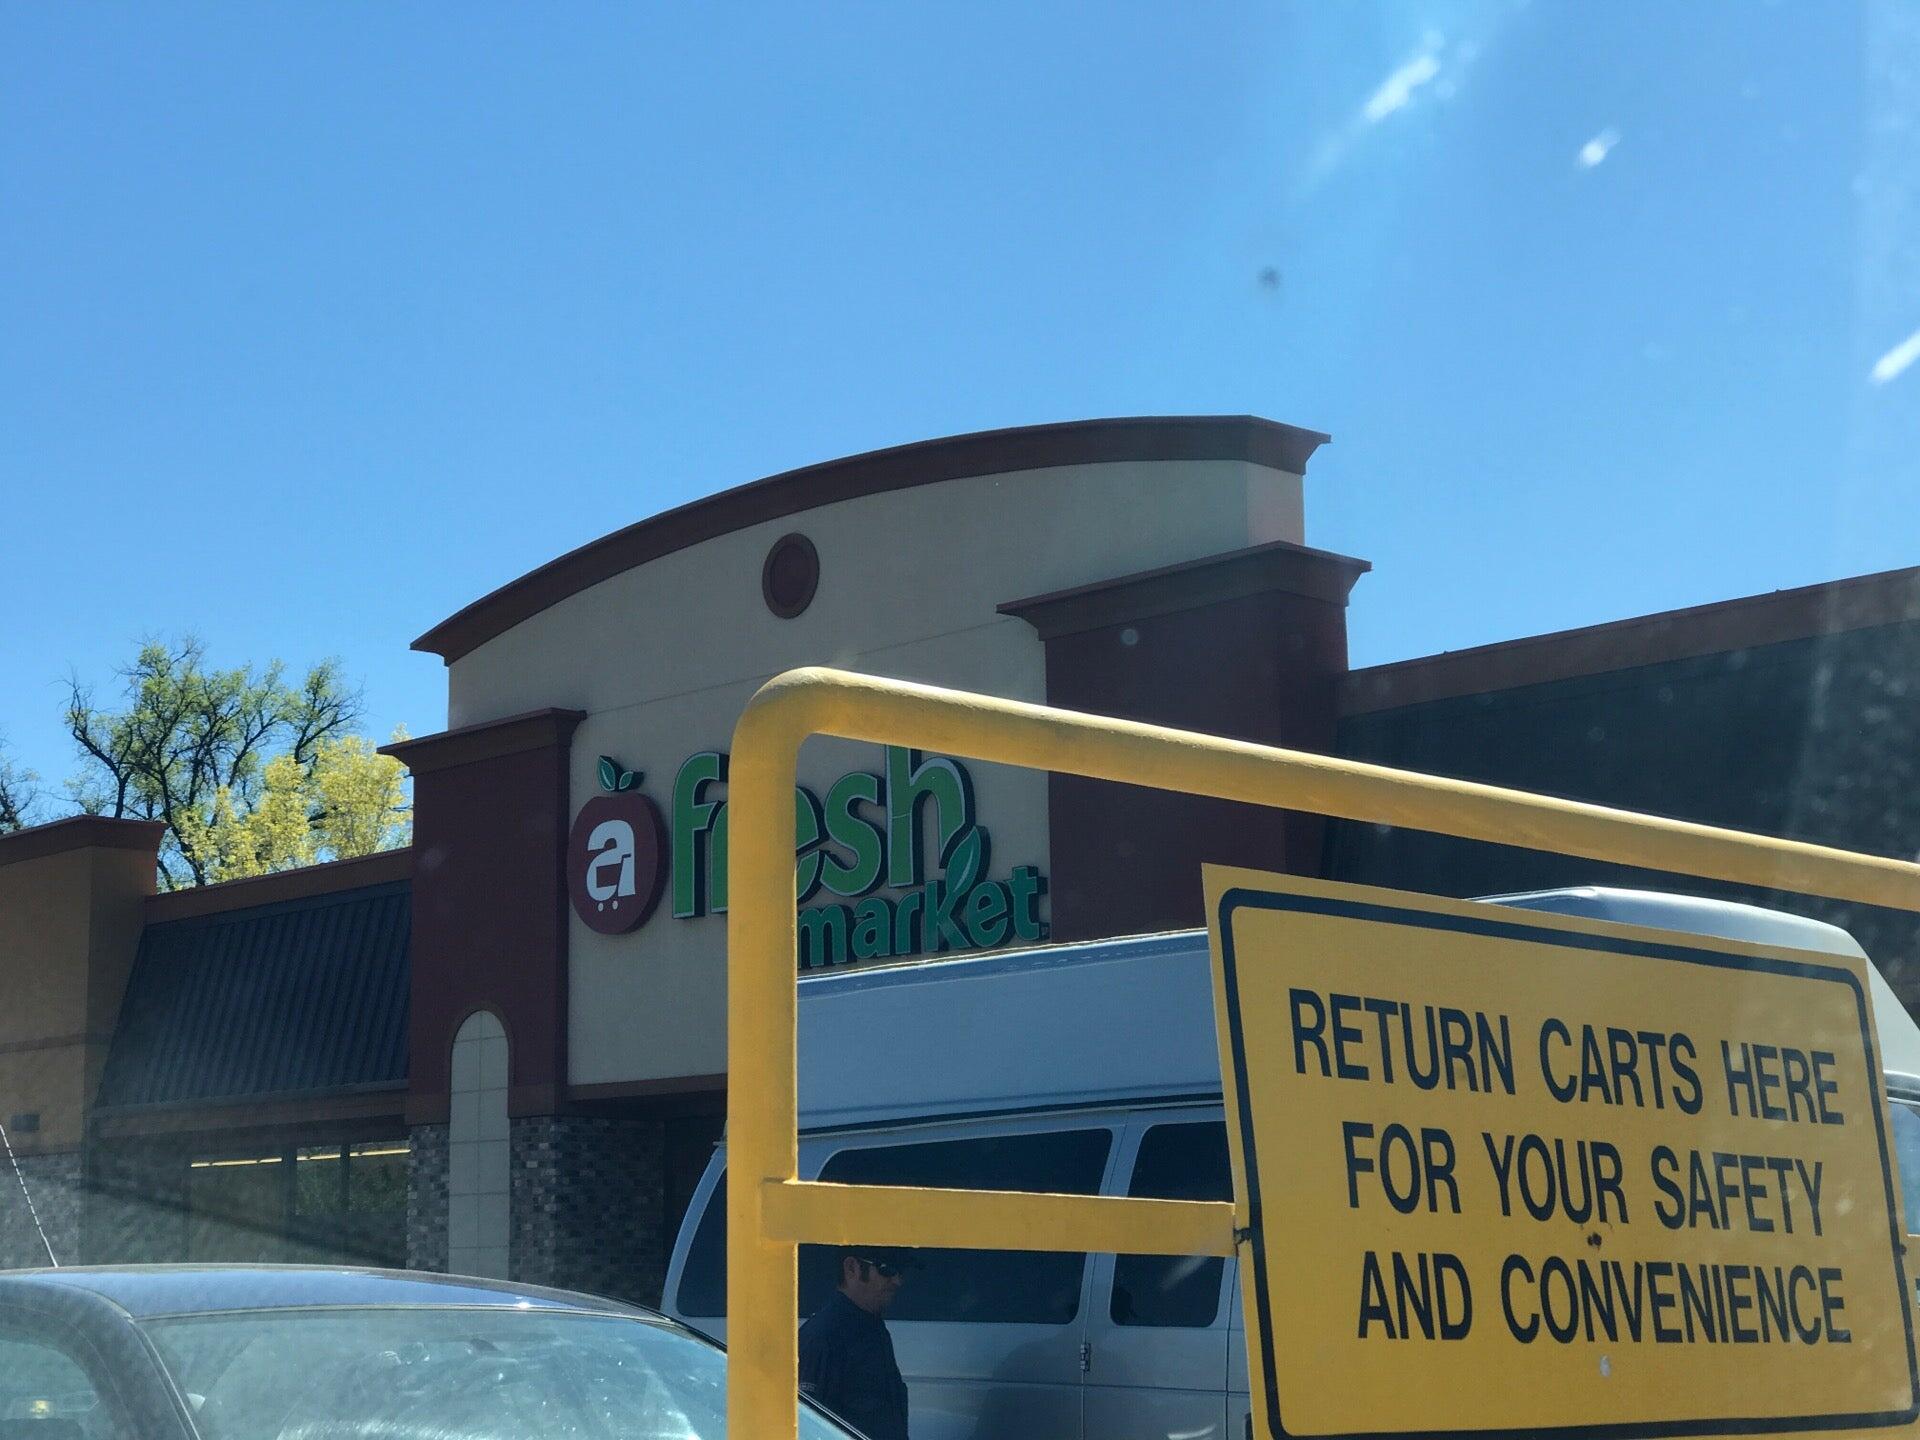 a fresh
market
RETURN CARTS HERE
FOR YOUR SAFETY
AND CONVENIENCE